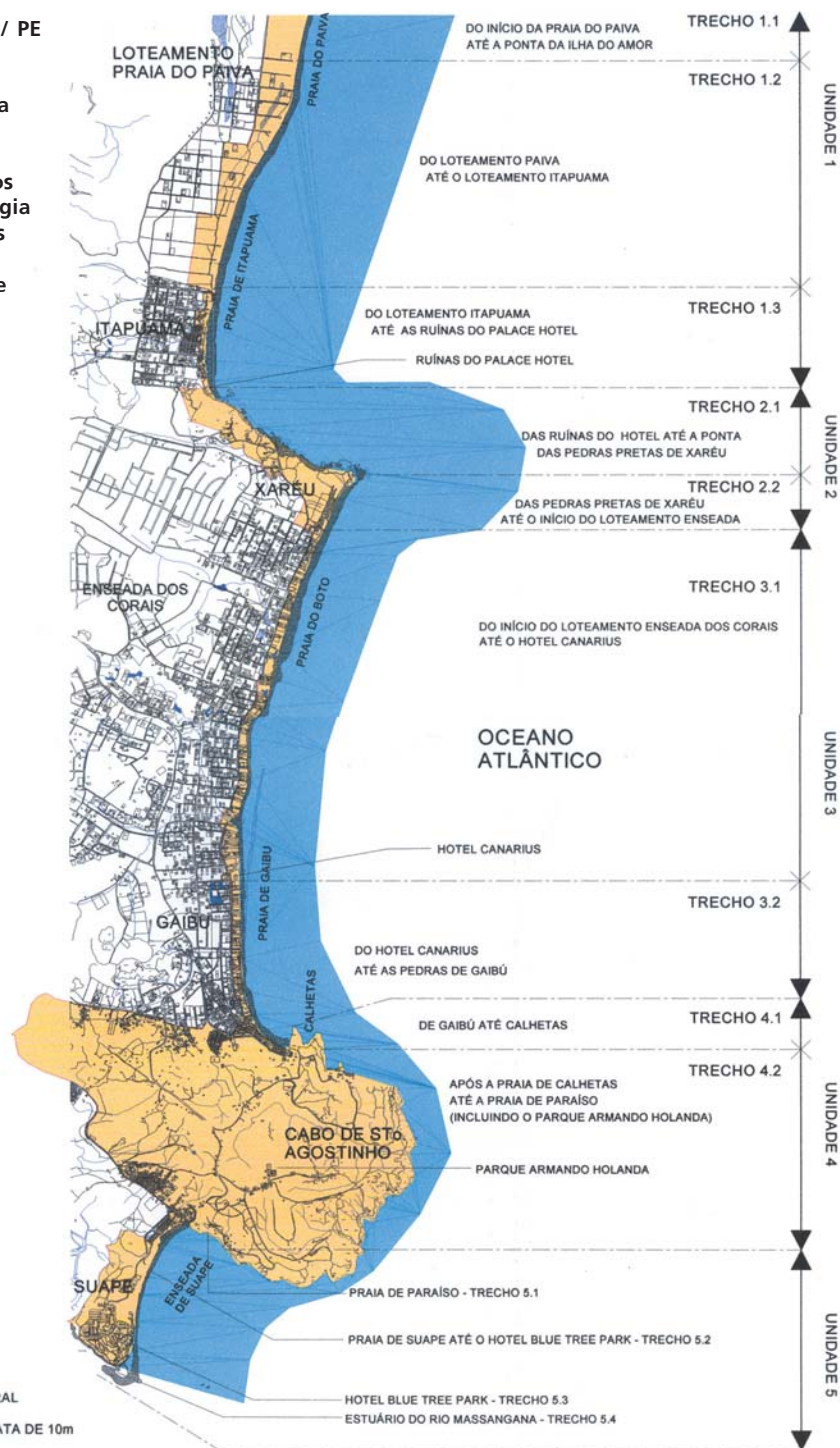 / PE
a
os
gia
s
e
LOTEAMENTO
PRAIA DO PAIVA
PRAIA DO PAIVA
DO INÍCIO DA PRAIA DO PAIVA
ATÉ A PONTA DA ILHA DO AMOR
TRECHO 1.1
TRECHO 1.2
UNIDADE 1
DO LOTEAMENTO PAIVA
ATÉ O LOTEAMENTO ITAPUAMA
PRAIA DE ITAPUAMA
ITAPUAMA
DO LOTEAMENTO ITAPUAMA
ATÉ AS RUÍNAS DO PALACE HOTEL
TRECHO 1.3
RUÍNAS DO PALACE HOTEL
TRECHO 2.1
DAS RUÍNAS DO HOTEL ATÉ A PONTA
DAS PEDRAS PRETAS DE XARÉU
UNIDADE 2
XARÉU
TRECHO 2.2
DAS PEDRAS PRETAS DE XARÉU
ATÉ O INÍCIO DO LOTEAMENTO ENSEADA
ENSEADA DOS
CORAIS
PRAIA DO BOTO
TRECHO 3.1
DO INÍCIO DO LOTEAMENTO ENSEADA DOS CORAIS
ATÉ O HOTEL CANARIUS
OCEANO
ATLÂNTICO
UNIDADE 3
HOTEL CANARIUS
PRAIA DE GAIBU
GAIBU
TRECHO 3.2
DO HOTEL CANARIUS
ATÉ AS PEDRAS DE GAIBÚ
CALHETAS
TRECHO 4.1
DE GAIBÚ ATÉ CALHETAS
TRECHO 4.2
APÓS A PRAIA DE CALHETAS
ATÉ A PRAIA DE PARAÍSO
(INCLUINDO O PARQUE ARMANDO HOLANDA)
UNIDADE 4
CABO DE STo
AGOSTINHO
PARQUE ARMANDO HOLANDA
ENSEADA
DE SUAPE
SUAPE
PRAIA DE PARAÍSO - TRECHO 5.1
PRAIA DE SUAPE ATÉ O HOTEL BLUE TREE PARK - TRECHO 5.2
UNIDADE 5
HOTEL BLUE TREE PARK - TRECHO 5.3
ESTUÁRIO DO RIO MASSANGANA - TRECHO 5.4
RAL
ATA DE 10m